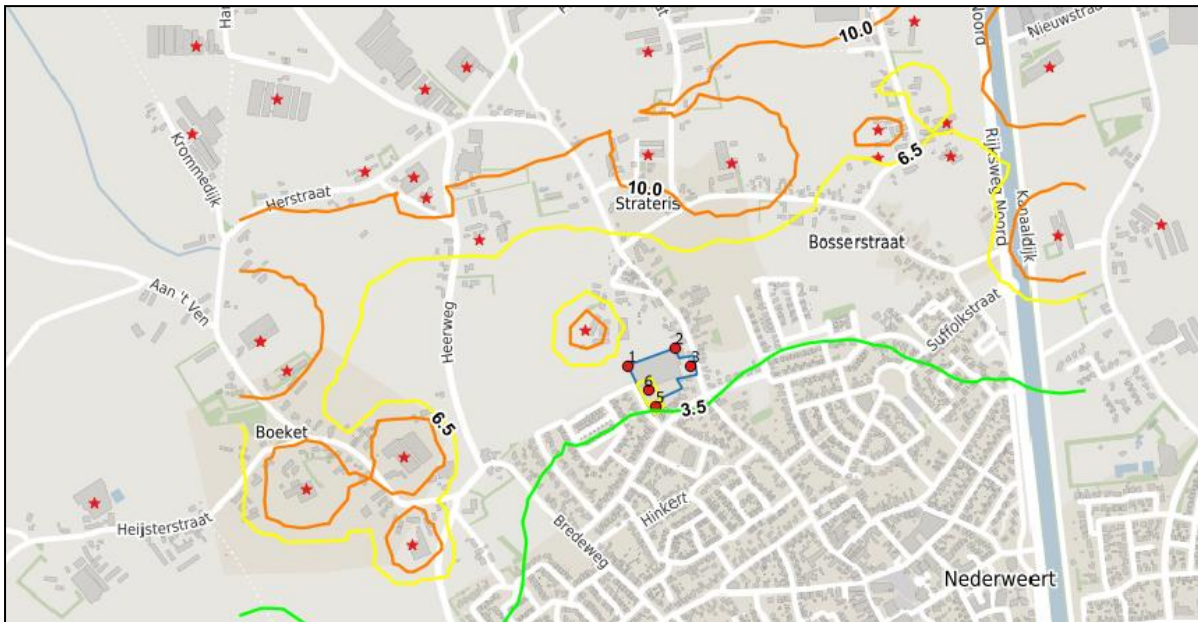 Noord
Nieuwstraat
10.0
Krommedijk
6.5
Rijksweg Noord
Kanaaldijk
10.0
Herstraat
Strateris
Bosserstraat
Aan 't Ven
Heerweg
Suffolkstraat
2
1
3
6
5
3.5
6.5
Boeket
Heijsterstraat
Hinkert
Bredeweg
Nederweert